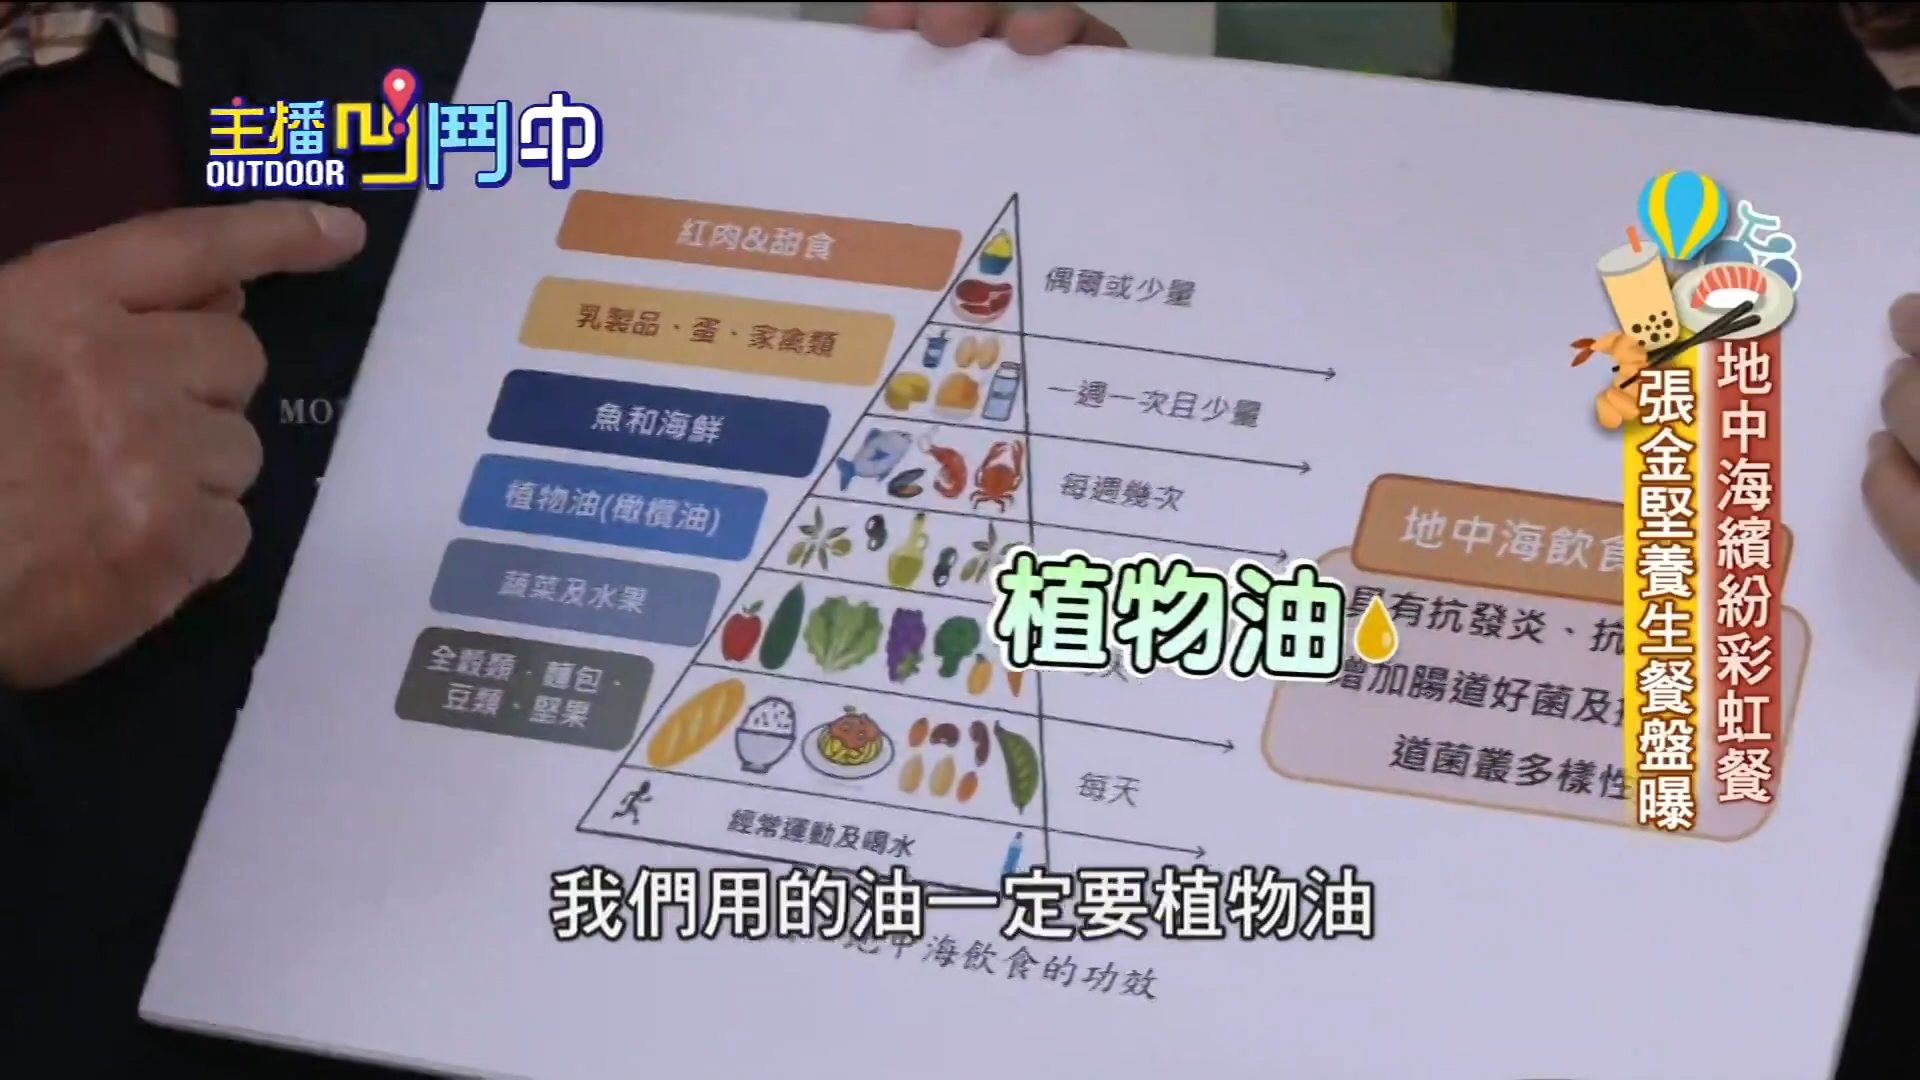 主播向鬥中
OUTDOOR
紅肉&甜食
偶爾或少量
乳製品、蛋、家禽類
一週一次且少量
魚和海鮮
每週幾次
植物油(橄欖油)
蔬菜及水果
全穀類、麵包、
豆類、堅果
每天
經常運動及喝水
植物油
地中海飲食
具有抗發炎、抗
增加腸道好菌及
道菌叢多樣性
地中海飲食的功效
地中海繽紛彩虹餐
張金堅養生餐盤曝
我們用的油一定要植物油